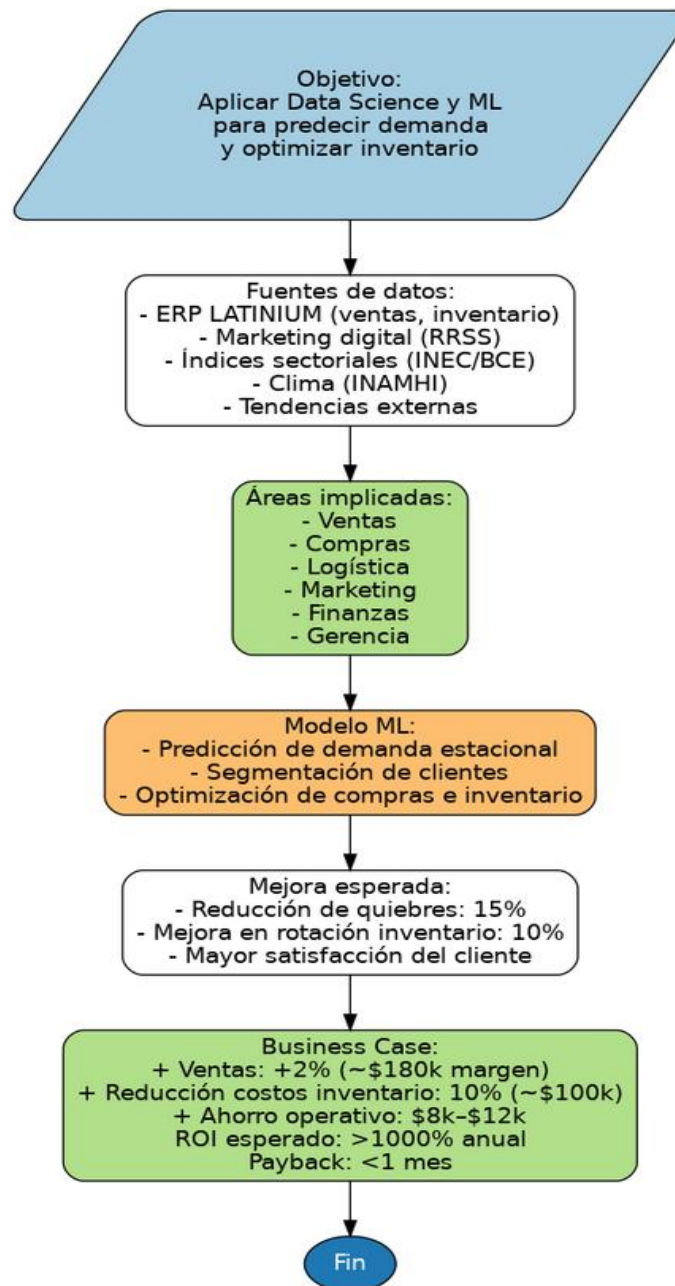 Objetivo:
Aplicar Data Science y ML
para predecir demanda
y optimizar inventario
Fuentes de datos:
- ERP LATINIUM (ventas, inventario)
- Marketing digital (RRSS)
- Índices sectoriales (INEC/BCE)
- Clima (INAMHI)
- Tendencias externas
Áreas implicadas:
- Ventas
- Compras
- Logística
- Marketing
- Finanzas
- Gerencia
Modelo ML:
- Predicción de demanda estacional
- Segmentación de clientes
- Optimización de compras e inventario
Mejora esperada:
- Reducción de quiebres: 15%
- Mejora en rotación inventario: 10%
- Mayor satisfacción del cliente
Business Case:
+ Ventas: +2% (~$180k margen)
+ Reducción costos inventario: 10% (~$100k)
+ Ahorro operativo: $8k–$12k
ROI esperado: >1000% anual
Payback: <1 mes
Fin